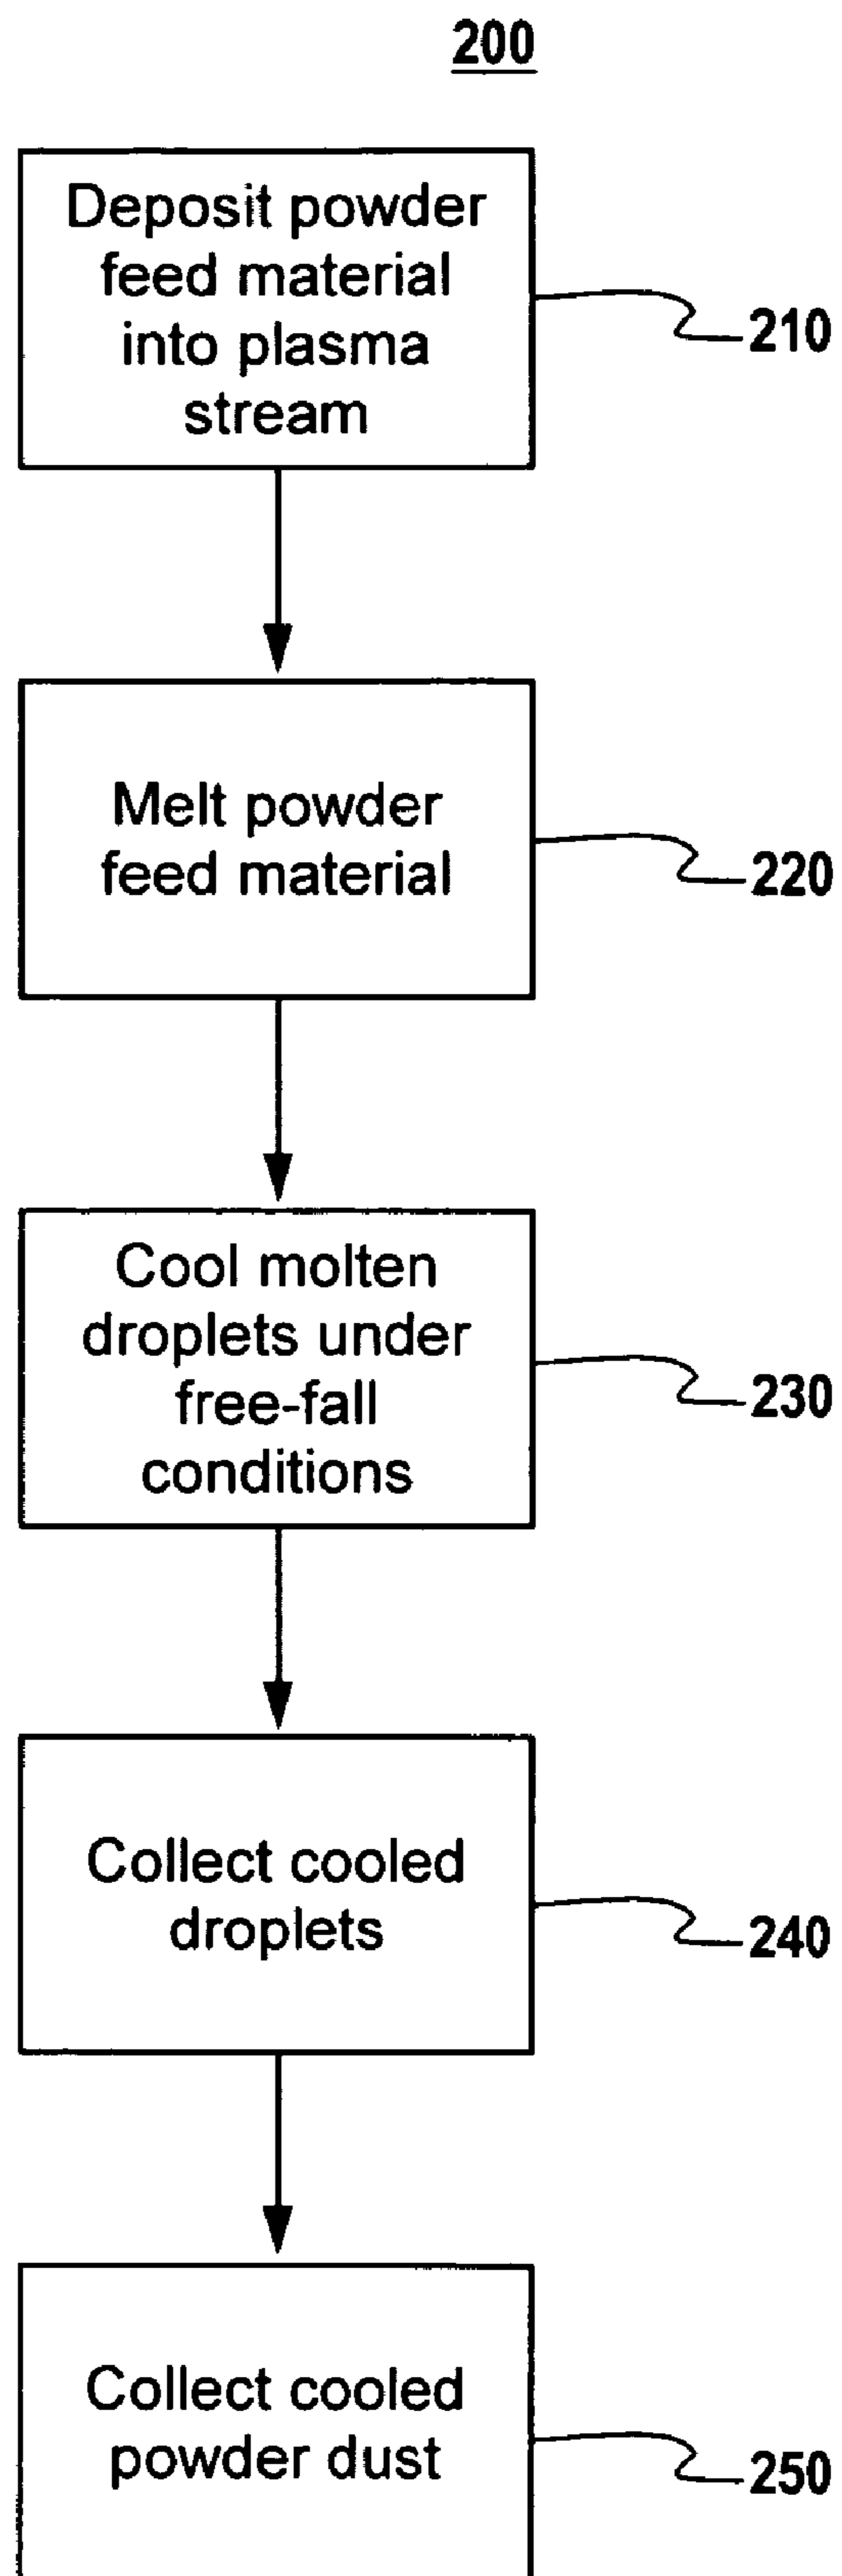 200
Deposit powder
feed material
into plasma
stream
210
Melt powder
feed material
220
Cool molten
droplets under
free-fall
conditions
230
Collect cooled
droplets
240
Collect cooled
powder dust
250